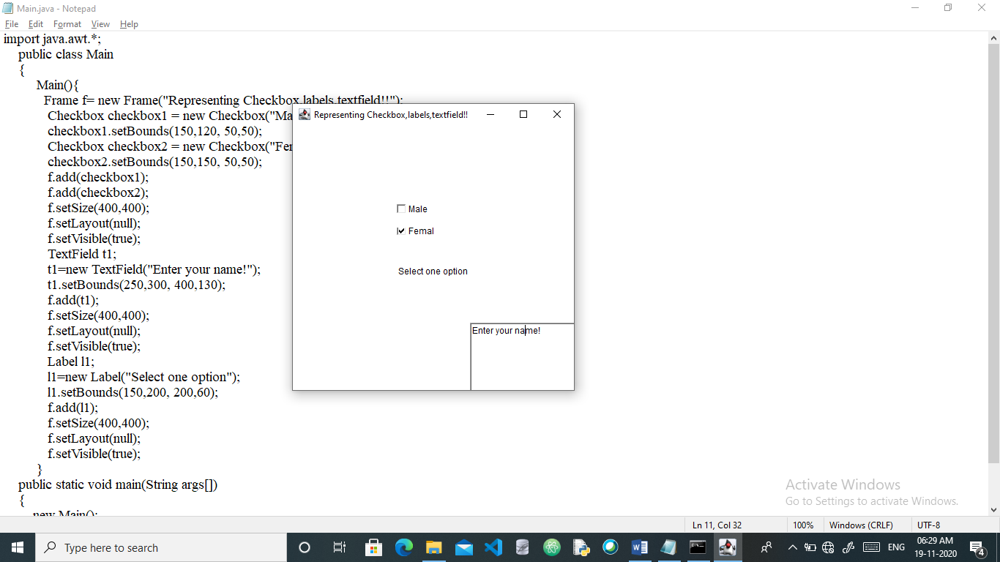 Main.java - Notepad
File Edit Format View Help
import java.awt.*;
public class Main
{
Main(){
Frame f= new Frame("Representing Checkbox,labels,textfield!!");
Checkbox checkbox1 = new Checkbox("Ma
checkbox1.setBounds(150,120, 50,50);
Checkbox checkbox2 = new Checkbox("Fer
checkbox2.setBounds(150,150, 50,50);
f.add(checkbox1);
f.add(checkbox2);
f.setSize(400,400);
f.setLayout(null);
f.setVisible(true);
TextField t1;
t1=new TextField("Enter your name!");
t1.setBounds(250,300, 400,130);
f.add(t1);
f.setSize(400,400);
f.setLayout(null);
f.setVisible(true);
Label l1;
l1=new Label("Select one option");
l1.setBounds(150,200, 200,60);
f.add(l1);
f.setSize(400,400);
f.setLayout(null);
f.setVisible(true);
}
public static void main(String args[])
{
new Main();
Representing Checkbox,labels,textfield!!
Male
Femal
Select one option
Enter your name!
Activate Windows
Go to Settings to activate Windows.
Ln 11, Col 32 100% Windows (CRLF) UTF-8
Type here to search
ENG
06:29 AM
19-11-2020
4